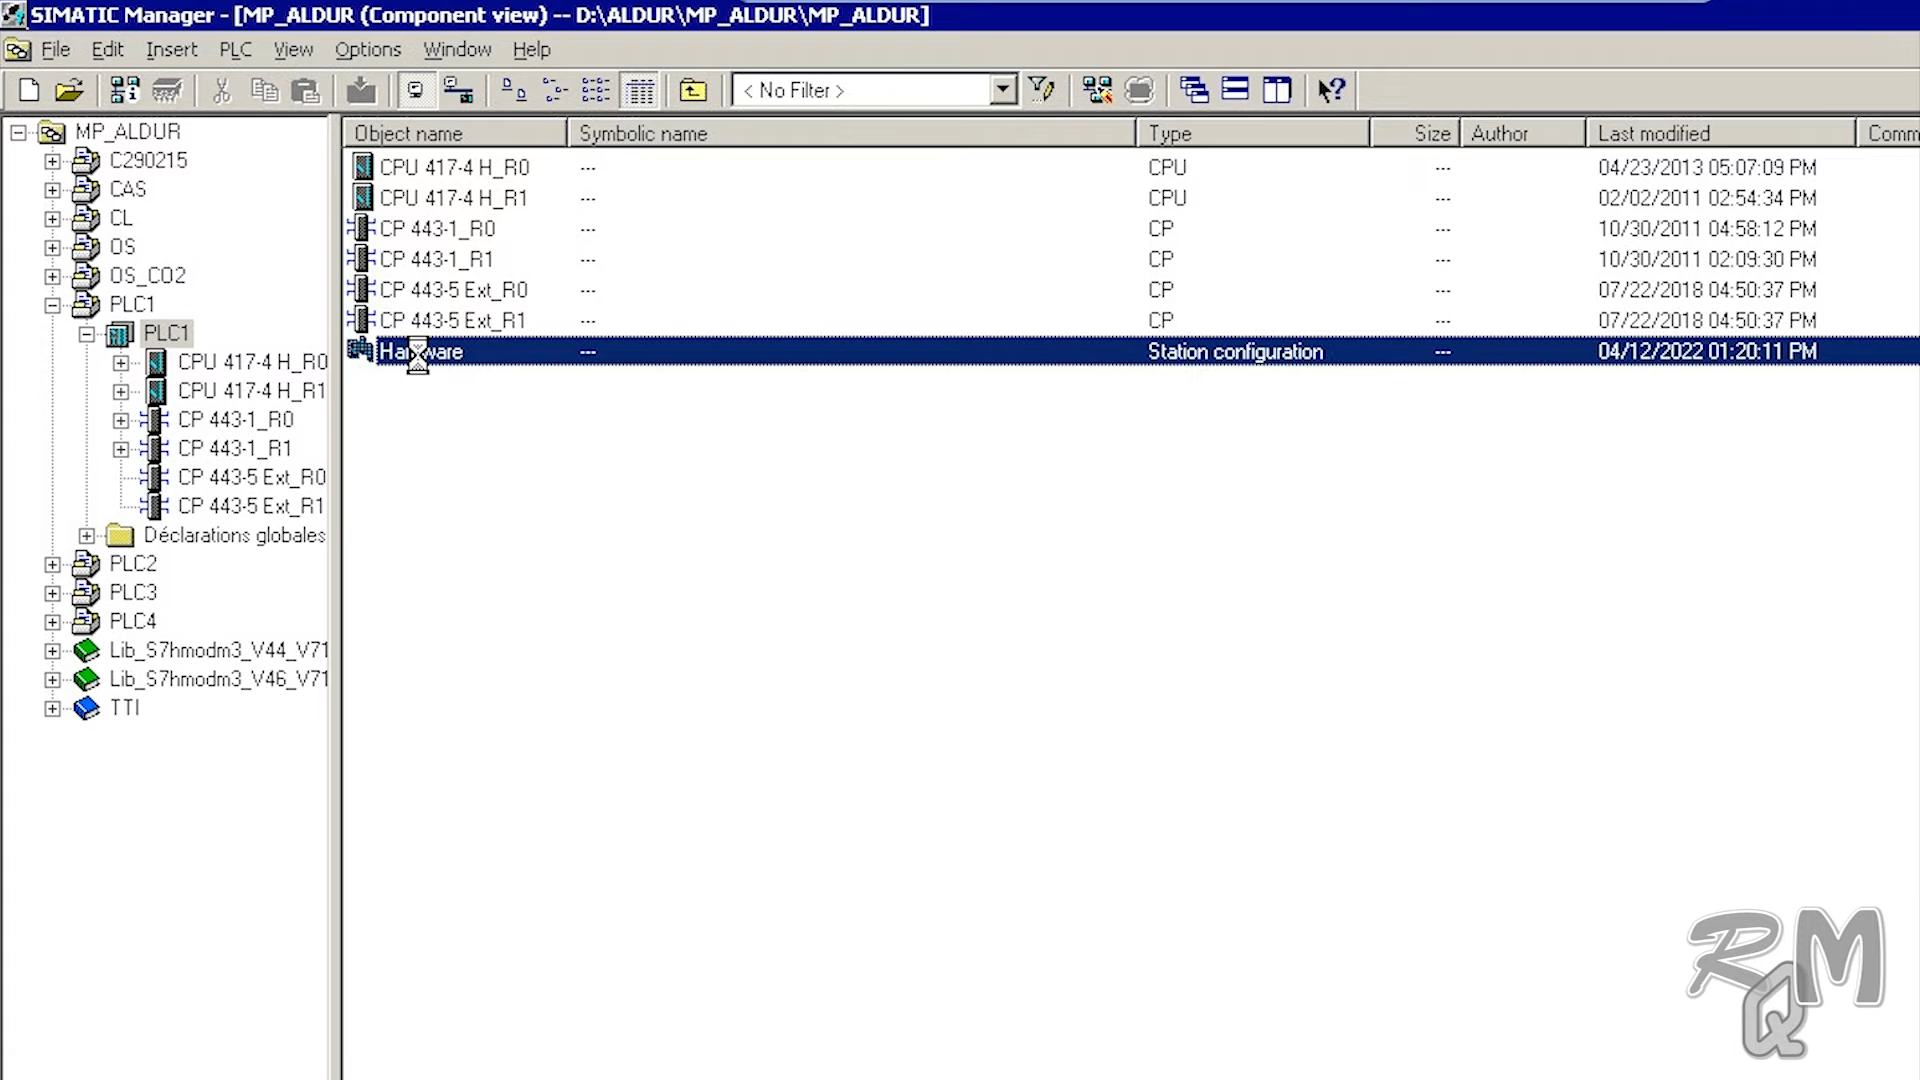 SIMATIC Manager - [MP_ALDUR (Component view) -- D:\ALDUR\MP_ALDUR\MP_ALDUR]
File Edit Insert PLC View Options Window Help
< No Filter >
MP_ALDUR
C290215
CAS
CL
OS
OS_CO2
PLC1
PLC1
CPU 417-4 H_R0
CPU 417-4 H_R1
CP 443-1_R0
CP 443-1_R1
CP 443-5 Ext_R0
CP 443-5 Ext_R1
Déclarations globales
PLC2
PLC3
PLC4
Lib_S7hmodm3_V44_V71
Lib_S7hmodm3_V46_V71
TTI
Object name Symbolic name Type Size Author Last modified Comm
CPU 417-4 H_R0 --- CPU --- 04/23/2013 05:07:09 PM
CPU 417-4 H_R1 --- CPU --- 02/02/2011 02:54:34 PM
CP 443-1_R0 --- CP --- 10/30/2011 04:58:12 PM
CP 443-1_R1 --- CP --- 10/30/2011 02:09:30 PM
CP 443-5 Ext_R0 --- CP --- 07/22/2018 04:50:37 PM
CP 443-5 Ext_R1 --- CP --- 07/22/2018 04:50:37 PM
Hardware --- Station configuration --- 04/12/2022 01:20:11 PM
RQM